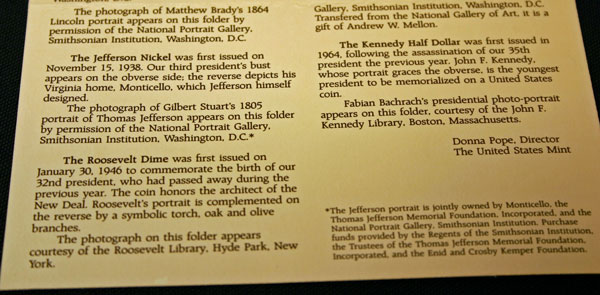 The photograph of Matthew Brady's 1864
Lincoln portrait appears on this folder by
permission of the National Portrait Gallery,
Smithsonian Institution, Washington, D.C.
The Jefferson Nickel was first issued on
November 15, 1938. Our third president's bust
appears on the obverse side; the reverse depicts his
Virginia home, Monticello, which Jefferson himself
designed.
The photograph of Gilbert Stuart's 1805
portrait of Thomas Jefferson appears on this folder
by permission of the National Portrait Gallery,
Smithsonian Institution, Washington, D.C.*
The Roosevelt Dime was first issued on
January 30, 1946 to commemorate the birth of our
32nd president, who had passed away during the
previous year. The coin honors the architect of the
New Deal. Roosevelt's portrait is complemented on
the reverse by a symbolic torch, oak and olive
branches.
The photograph on this folder appears
courtesy of the Roosevelt Library, Hyde Park, New
York.
Gallery, Smithsonian Institution, Washington, D.C.
Transfered from the National Gallery of Art, it is a
gift of Andrew W. Mellon.
The Kennedy Half Dollar was first issued in
1964, following the assassination of our 35th
president the previous year. John F. Kennedy,
whose portrait graces the obverse, is the youngest
president to be memorialized on a United States
coin.
Fabian Bachrach's presidential photo-portrait
appears on this folder, courtesy of the John F.
Kennedy Library, Boston, Massachusetts.
Donna Pope, Director
The United States Mint
*The Jefferson portrait is jointly owned by Monticello, the
Thomas Jefferson Memorial Foundation, Incorporated, and the
National Portrait Gallery, Smithsonian Institution. Purchase
funds provided by the Regents of the Smithsonian Institution,
the Trustees of the Thomas Jefferson Memorial Foundation,
Incorporated, and the Enid and Crosby Kemper Foundation.